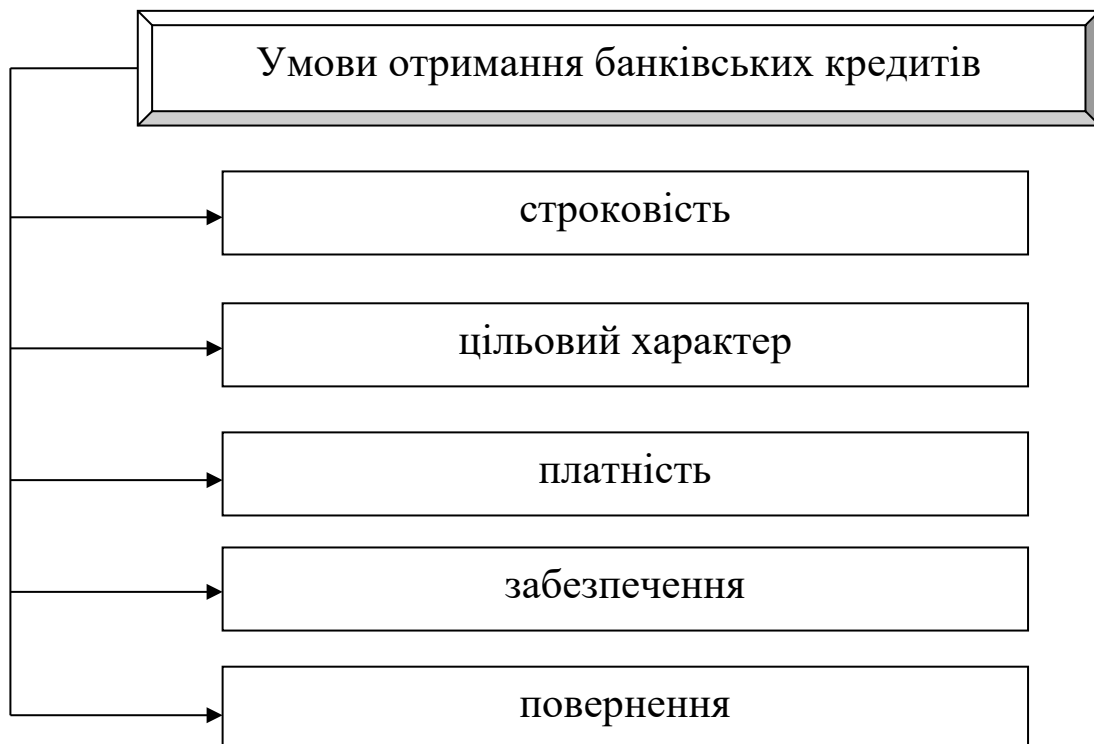 Умови отримання банківських кредитів
строковість
цільовий характер
платність
забезпечення
повернення